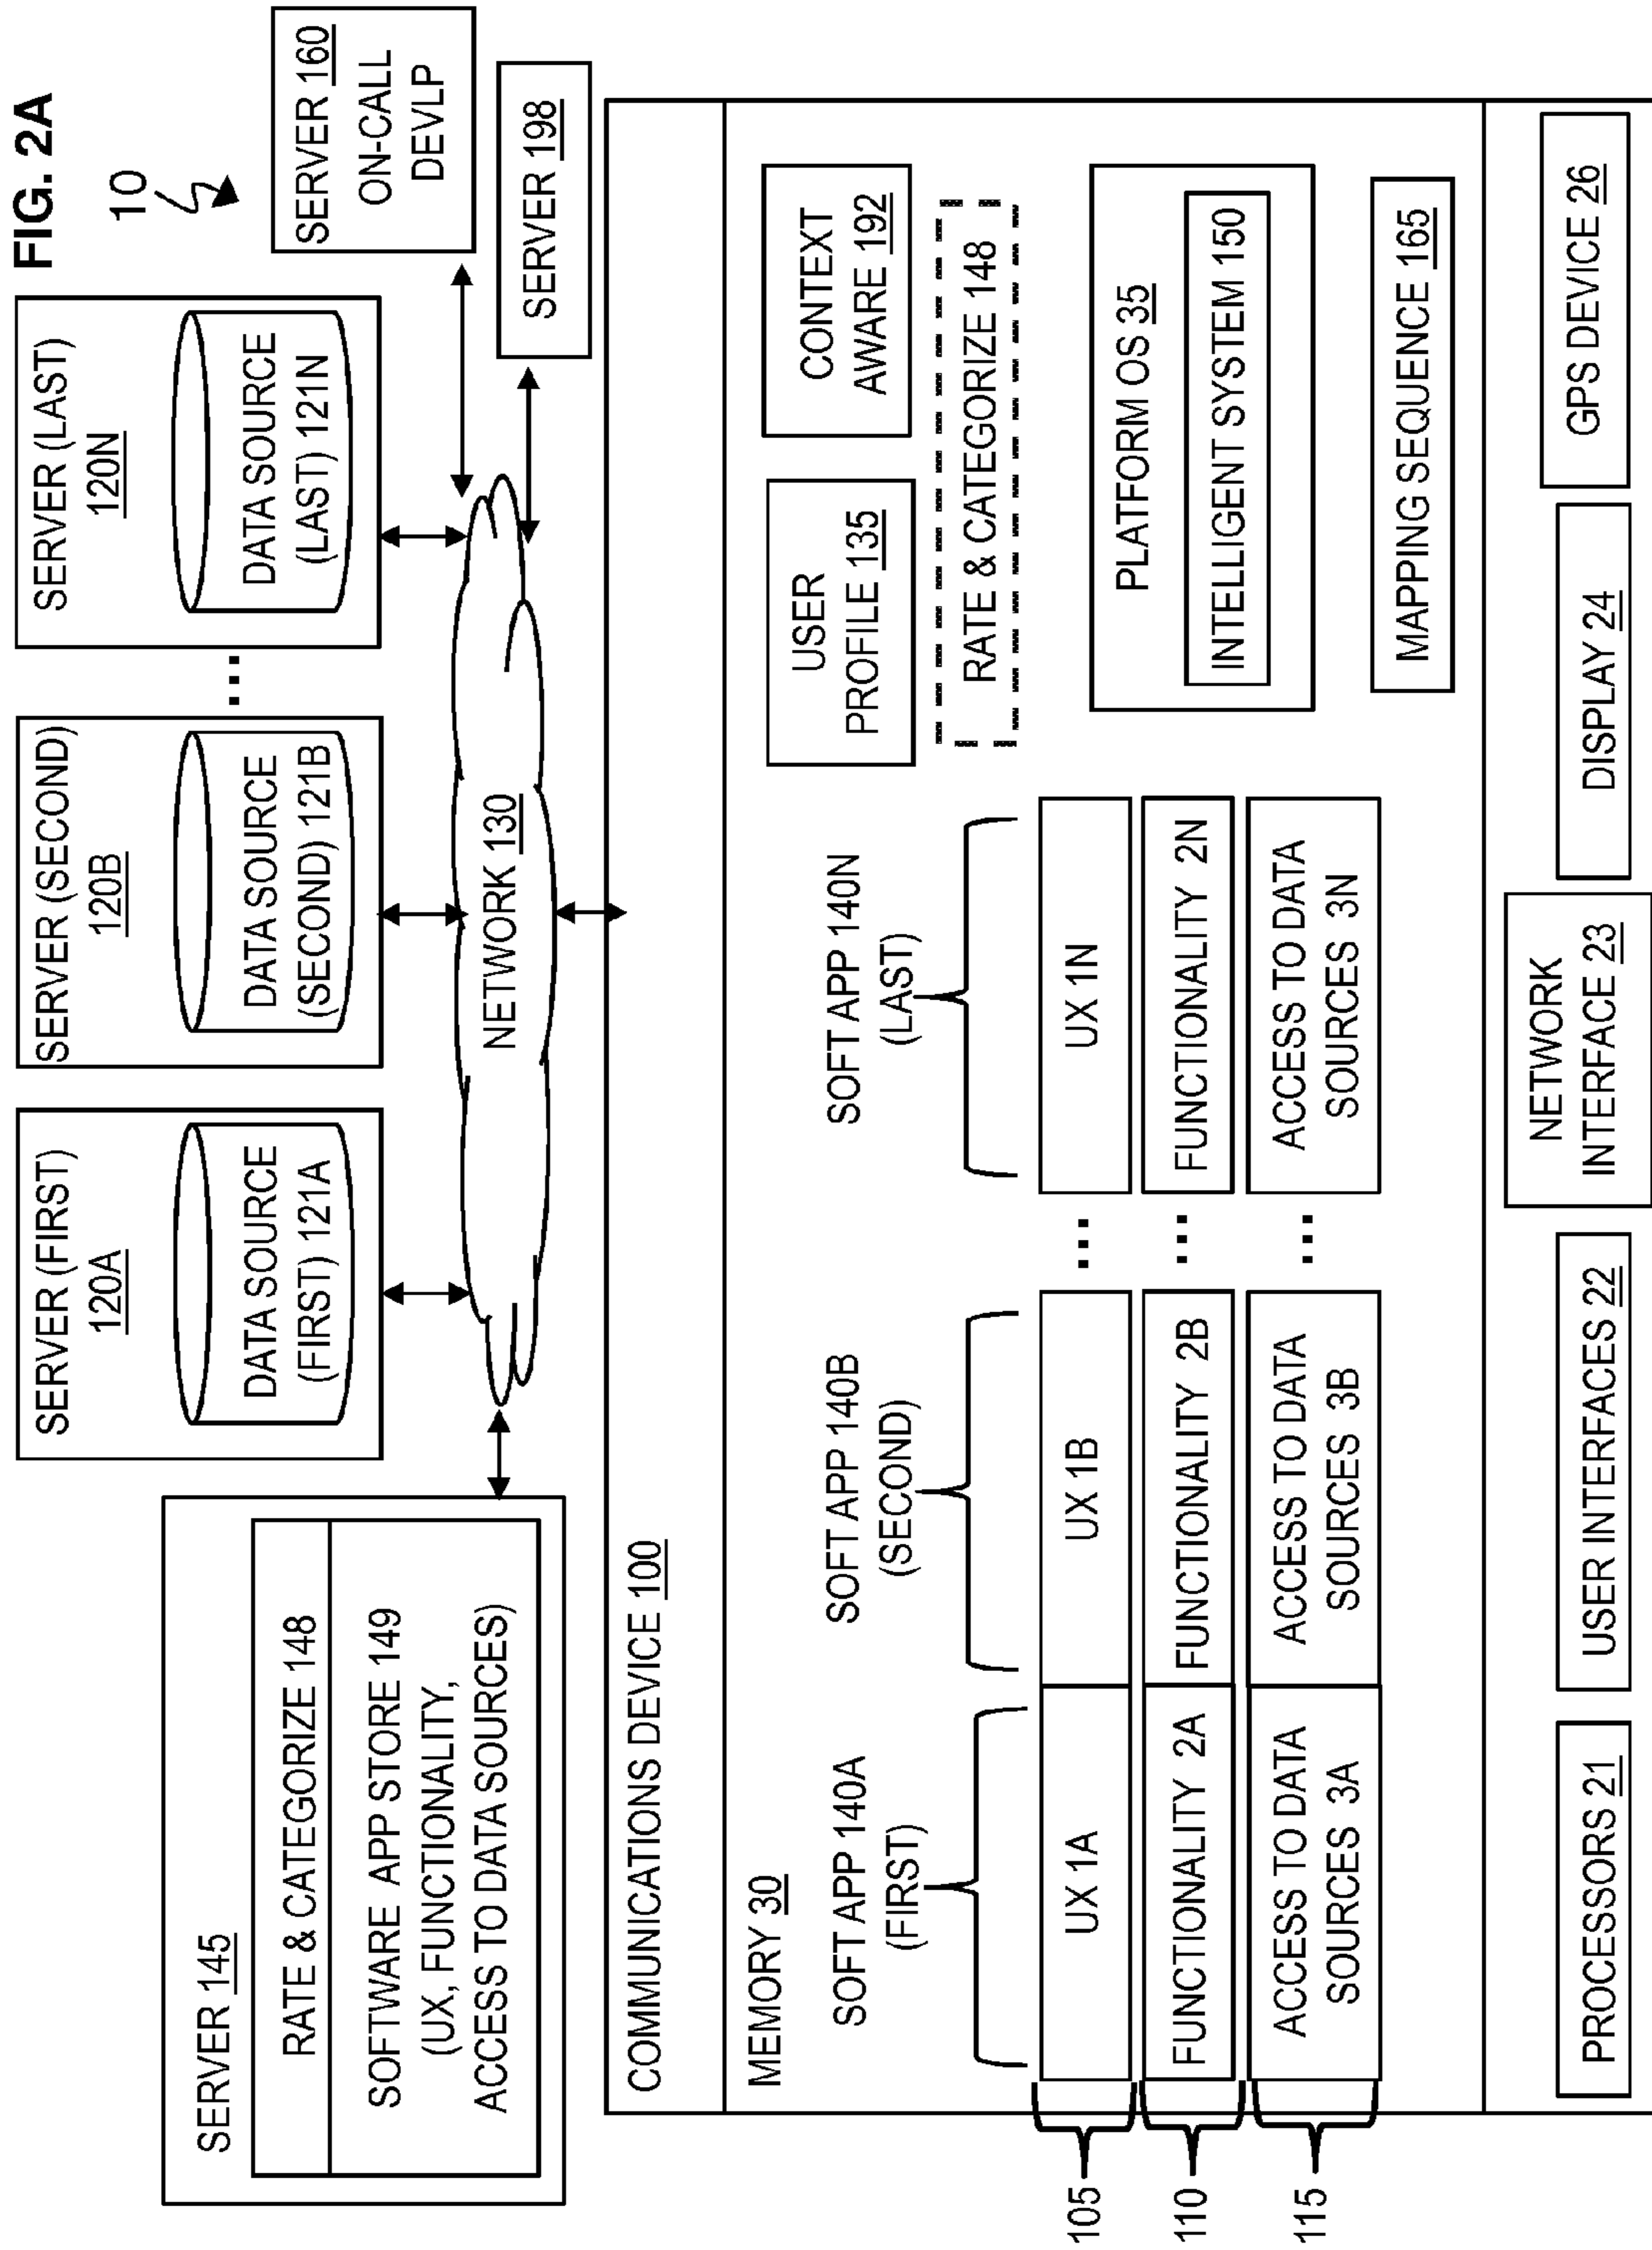 FIG. 2A
10
SERVER 145
RATE & CATEGORIZE 148
SOFTWARE APP STORE 149
(UX, FUNCTIONALITY,
ACCESS TO DATA SOURCES)
SERVER (FIRST)
120A
DATA SOURCE
(FIRST) 121A
SERVER (SECOND)
120B
DATA SOURCE
(SECOND) 121B
...
SERVER (LAST)
120N
DATA SOURCE
(LAST) 121N
SERVER 160
ON-CALL
DEVLP
SERVER 198
NETWORK 130
COMMUNICATIONS DEVICE 100
MEMORY 30
SOFT APP 140A
(FIRST)
SOFT APP 140B
(SECOND)
SOFT APP 140N
(LAST)
105
UX 1A
UX 1B
...
UX 1N
110
FUNCTIONALITY 2A
FUNCTIONALITY 2B
...
FUNCTIONALITY 2N
115
ACCESS TO DATA
SOURCES 3A
ACCESS TO DATA
SOURCES 3B
...
ACCESS TO DATA
SOURCES 3N
USER
PROFILE 135
CONTEXT
AWARE 192
RATE & CATEGORIZE 148
PLATFORM OS 35
INTELLIGENT SYSTEM 150
MAPPING SEQUENCE 165
PROCESSORS 21
USER INTERFACES 22
NETWORK
INTERFACE 23
DISPLAY 24
GPS DEVICE 26